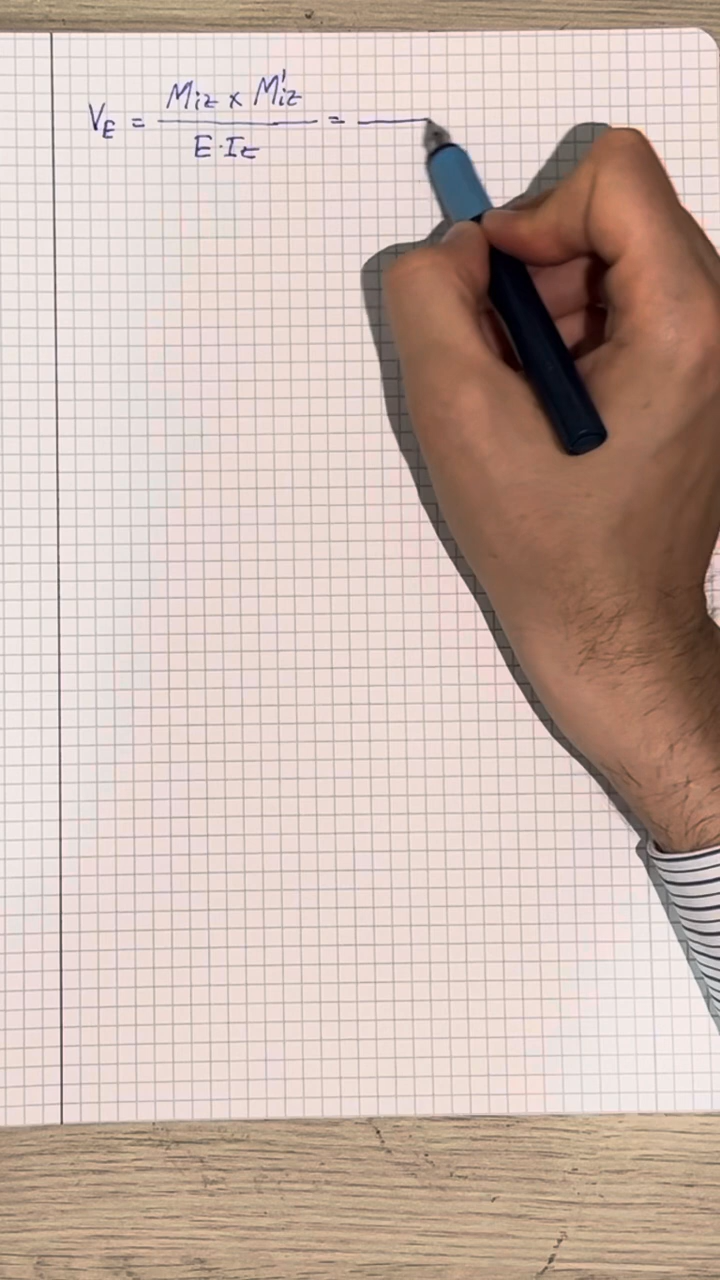 V_E = (M_iz × M'_iz) / (E · I_z) = ———